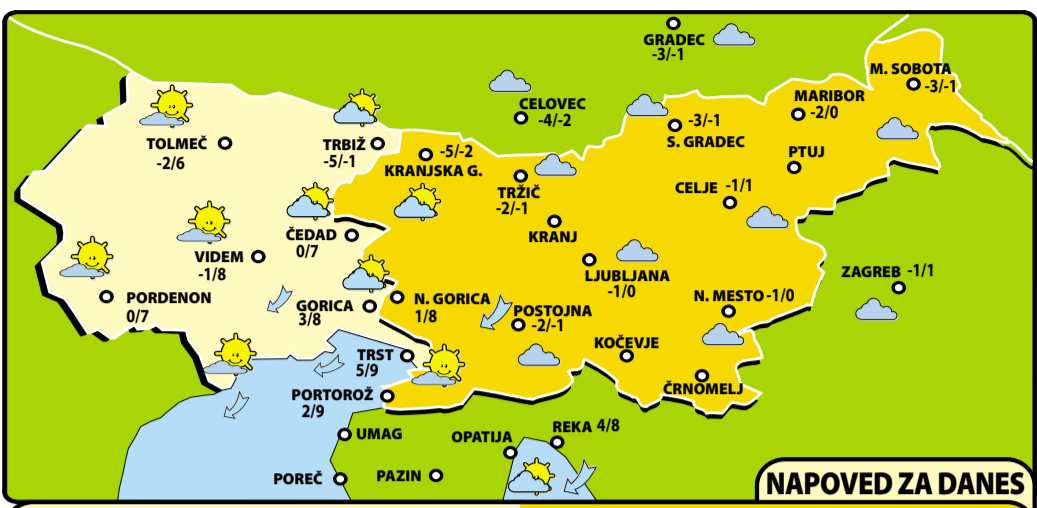 GRADEC
-3/-1
M. SOBOTA
-3/-1
MARIBOR
-2/0
CELOVEC
-4/-2
-3/-1
S. GRADEC
TOLMEČ
-2/6
TRBIŽ
-5/-1
-5/-2
KRANJSKA G.
PTUJ
TRŽIČ
-2/-1
CELJE -1/1
KRANJ
ČEDAD
0/7
VIDEM
-1/8
LJUBLJANA
-1/0
ZAGREB -1/1
PORDENON
0/7
GORICA
3/8
N. GORICA
1/8
POSTOJNA
-2/-1
N. MESTO -1/0
KOČEVJE
TRST
5/9
ČRNOMELJ
PORTOROŽ
2/9
UMAG
OPATIJA
REKA 4/8
POREČ
PAZIN
NAPOVED ZA DANES